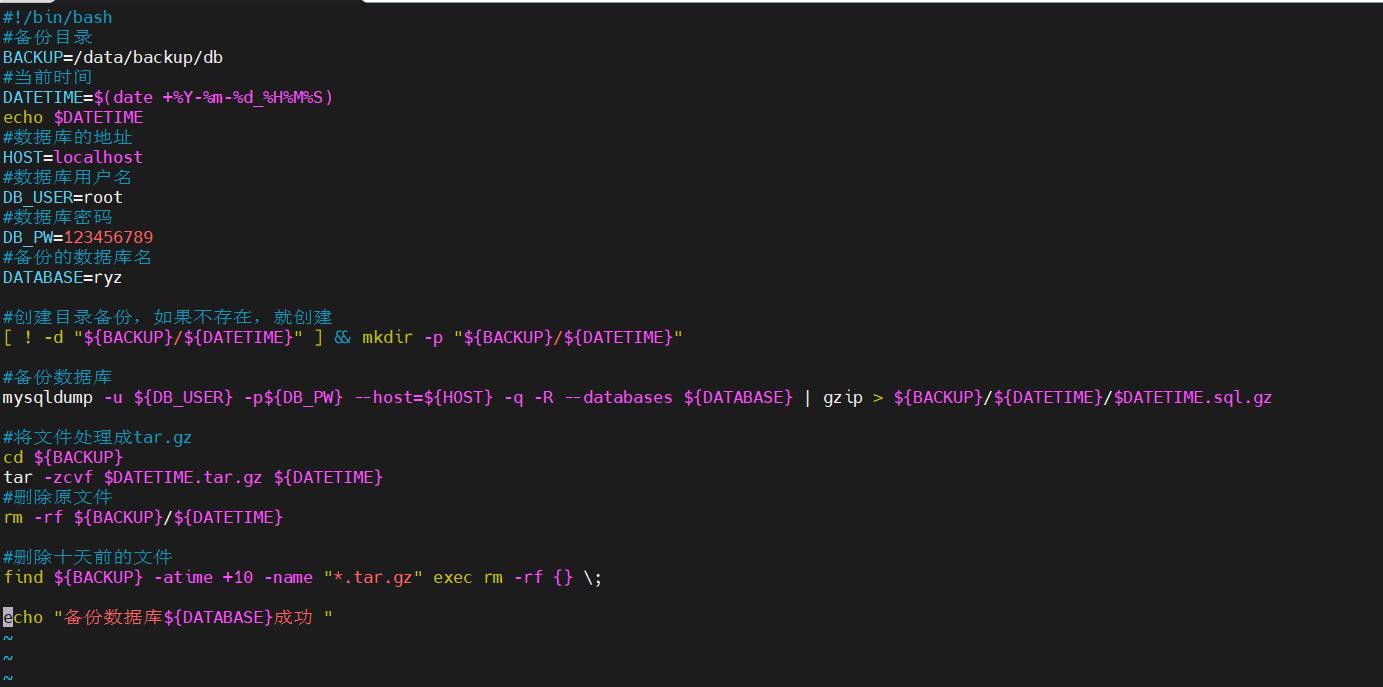 #!/bin/bash
#备份目录
BACKUP=/data/backup/db
#当前时间
DATETIME=$(date +%Y-%m-%d_%H%M%S)
echo $DATETIME
#数据库的地址
HOST=localhost
#数据库用户名
DB_USER=root
#数据库密码
DB_PW=123456789
#备份的数据库名
DATABASE=ryz
#创建目录备份，如果不存在，就创建
[ ! -d "${BACKUP}/${DATETIME}" ] && mkdir -p "${BACKUP}/${DATETIME}"
#备份数据库
mysqldump -u ${DB_USER} -p${DB_PW} --host=${HOST} -q -R --databases ${DATABASE} | gzip > ${BACKUP}/${DATETIME}/$DATETIME.sql.gz
#将文件处理成tar.gz
cd ${BACKUP}
tar -zcvf $DATETIME.tar.gz ${DATETIME}
#删除原文件
rm -rf ${BACKUP}/${DATETIME}
#删除十天前的文件
find ${BACKUP} -atime +10 -name "*.tar.gz" exec rm -rf {} \;
echo "备份数据库${DATABASE}成功 "
~
~
~